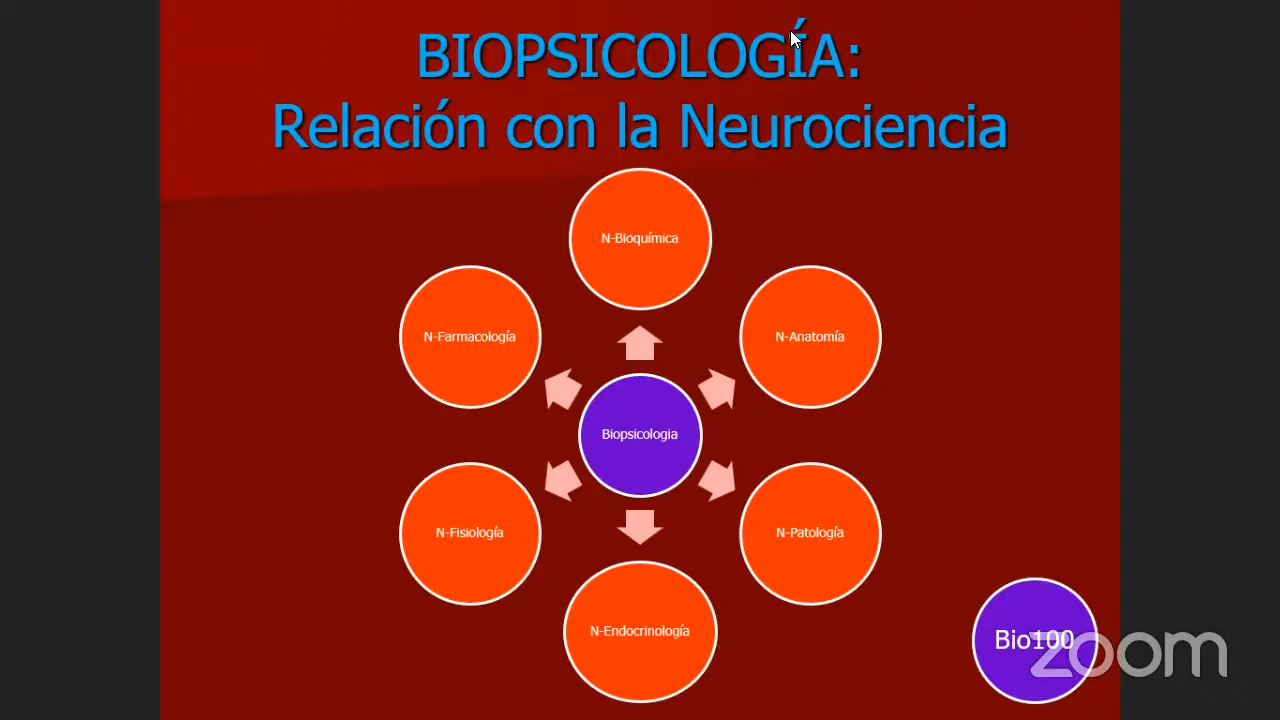 BIOPSICOLOGÍA:
Relación con la Neurociencia
N-Bioquímica
N-Farmacología
N-Anatomía
Biopsicologia
N-Fisiología
N-Patología
N-Endocrinología
Bio100
zoom